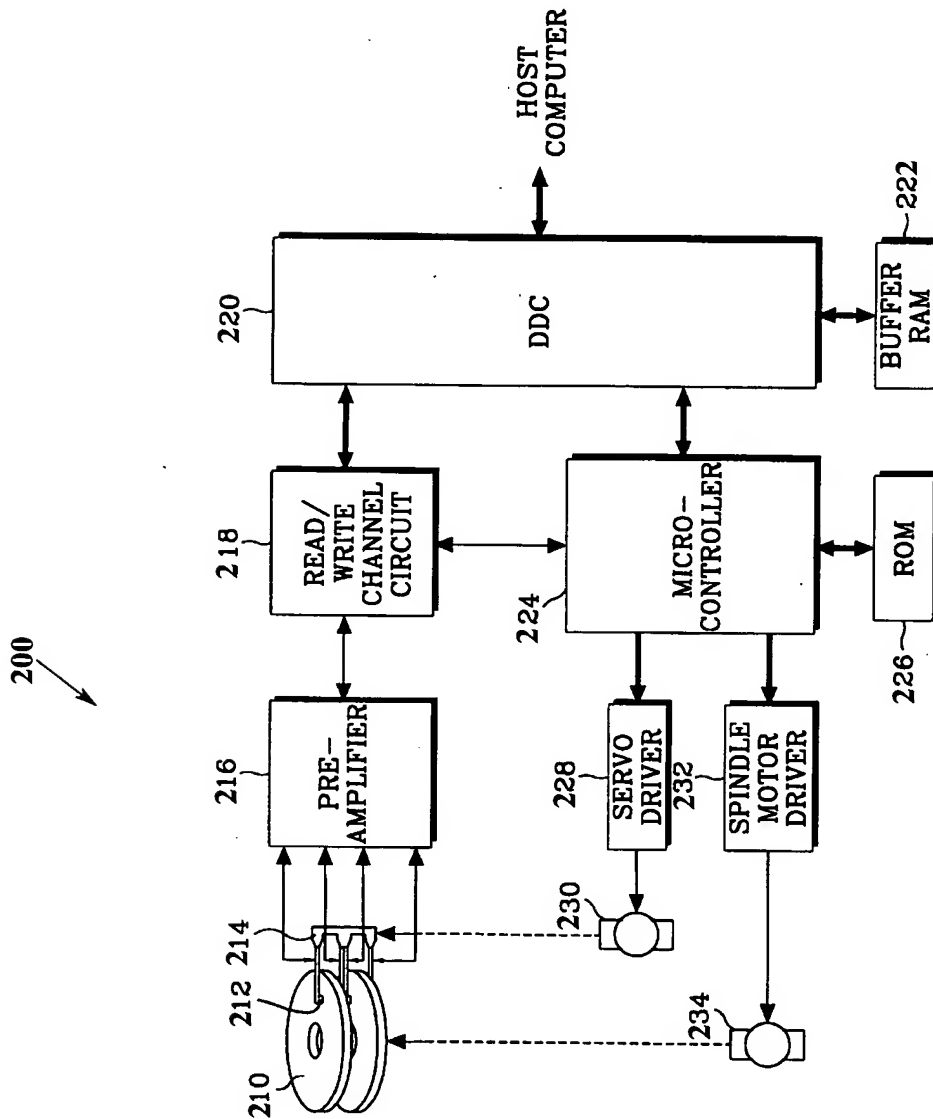 200
210
212
214
216
PRE-
AMPLIFIER
218
READ/
WRITE
CHANNEL
CIRCUIT
220
DDC
HOST
COMPUTER
234
230
228
SERVO
DRIVER
232
SPINDLE
MOTOR
DRIVER
224
MICRO-
CONTROLLER
226
ROM
BUFFER
RAM
222